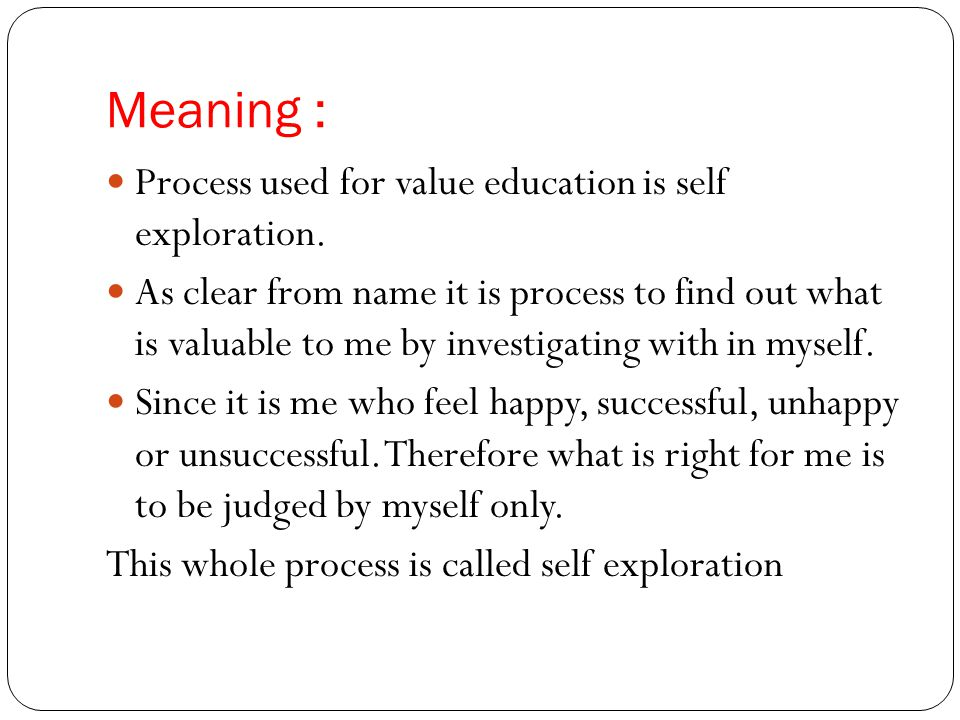 Meaning :
• Process used for value education is self
exploration.
• As clear from name it is process to find out what
is valuable to me by investigating with in myself.
• Since it is me who feel happy, successful, unhappy
or unsuccessful. Therefore what is right for me is
to be judged by myself only.
This whole process is called self exploration